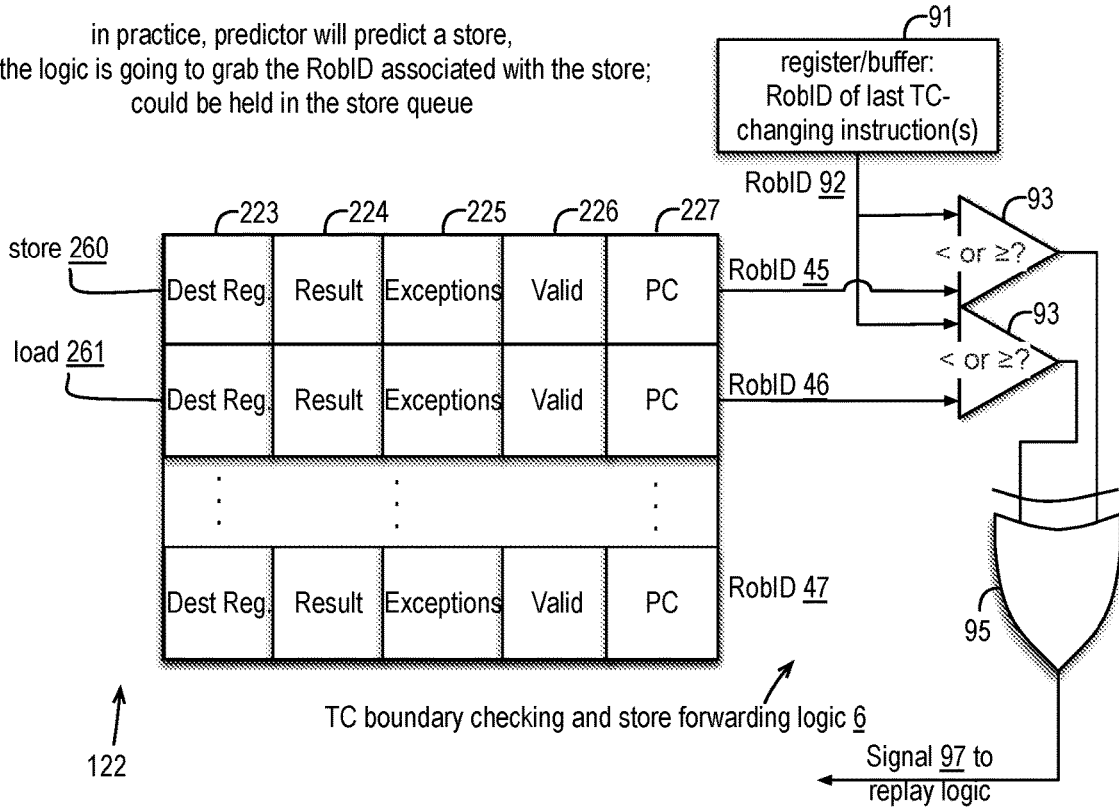 in practice, predictor will predict a store,
the logic is going to grab the RobID associated with the store;
could be held in the store queue
91
register/buffer:
RobID of last TC-
changing instruction(s)
RobID 92
223
224
225
226
227
93
store 260
Dest Reg.
Result
Exceptions
Valid
PC
RobID 45
< or ≥?
93
load 261
Dest Reg.
Result
Exceptions
Valid
PC
RobID 46
< or ≥?
Dest Reg.
Result
Exceptions
Valid
PC
RobID 47
95
122
TC boundary checking and store forwarding logic 6
Signal 97 to
replay logic